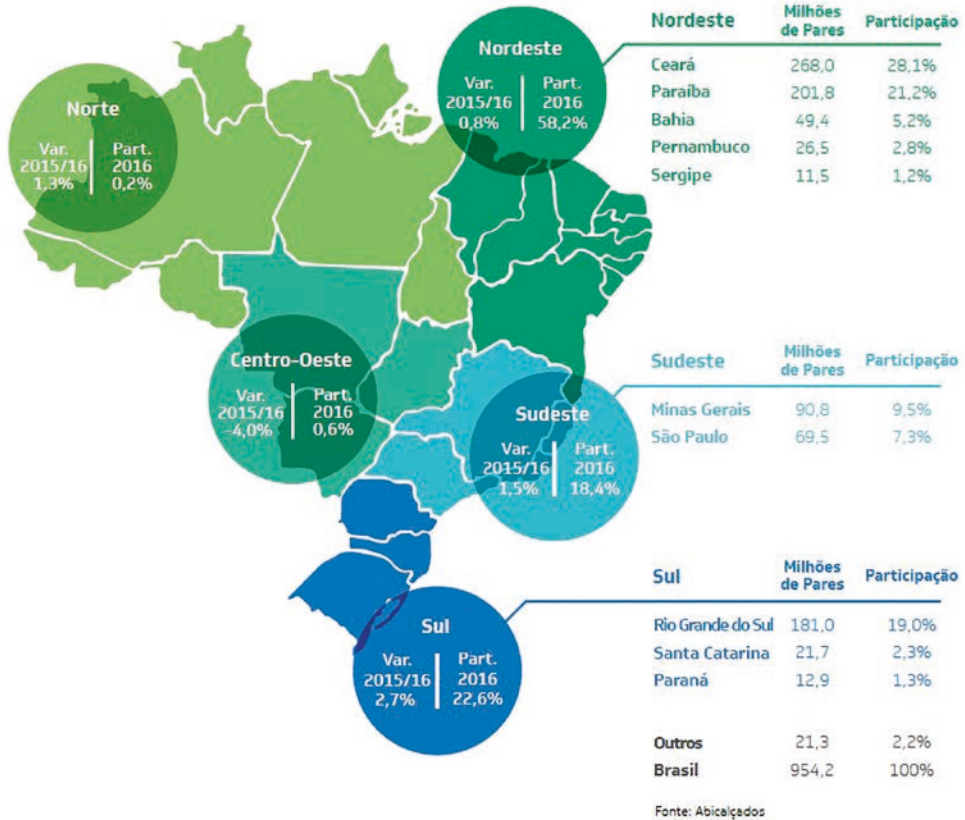 Norte
Var. 2015/16 1,3%
Part. 2016 0,2%
Nordeste
Var. 2015/16 0,8%
Part. 2016 58,2%
Centro-Oeste
Var. 2015/16 -4,0%
Part. 2016 0,6%
Sudeste
Var. 2015/16 1,5%
Part. 2016 18,4%
Sul
Var. 2015/16 2,7%
Part. 2016 22,6%
Nordeste Milhões de Pares Participação
Ceará 268,0 28,1%
Paraíba 201,8 21,2%
Bahia 49,4 5,2%
Pernambuco 26,5 2,8%
Sergipe 11,5 1,2%
Sudeste Milhões de Pares Participação
Minas Gerais 90,8 9,5%
São Paulo 69,5 7,3%
Sul Milhões de Pares Participação
Rio Grande do Sul 181,0 19,0%
Santa Catarina 21,7 2,3%
Paraná 12,9 1,3%
Outros 21,3 2,2%
Brasil 954,2 100%
Fonte: Abicalçados